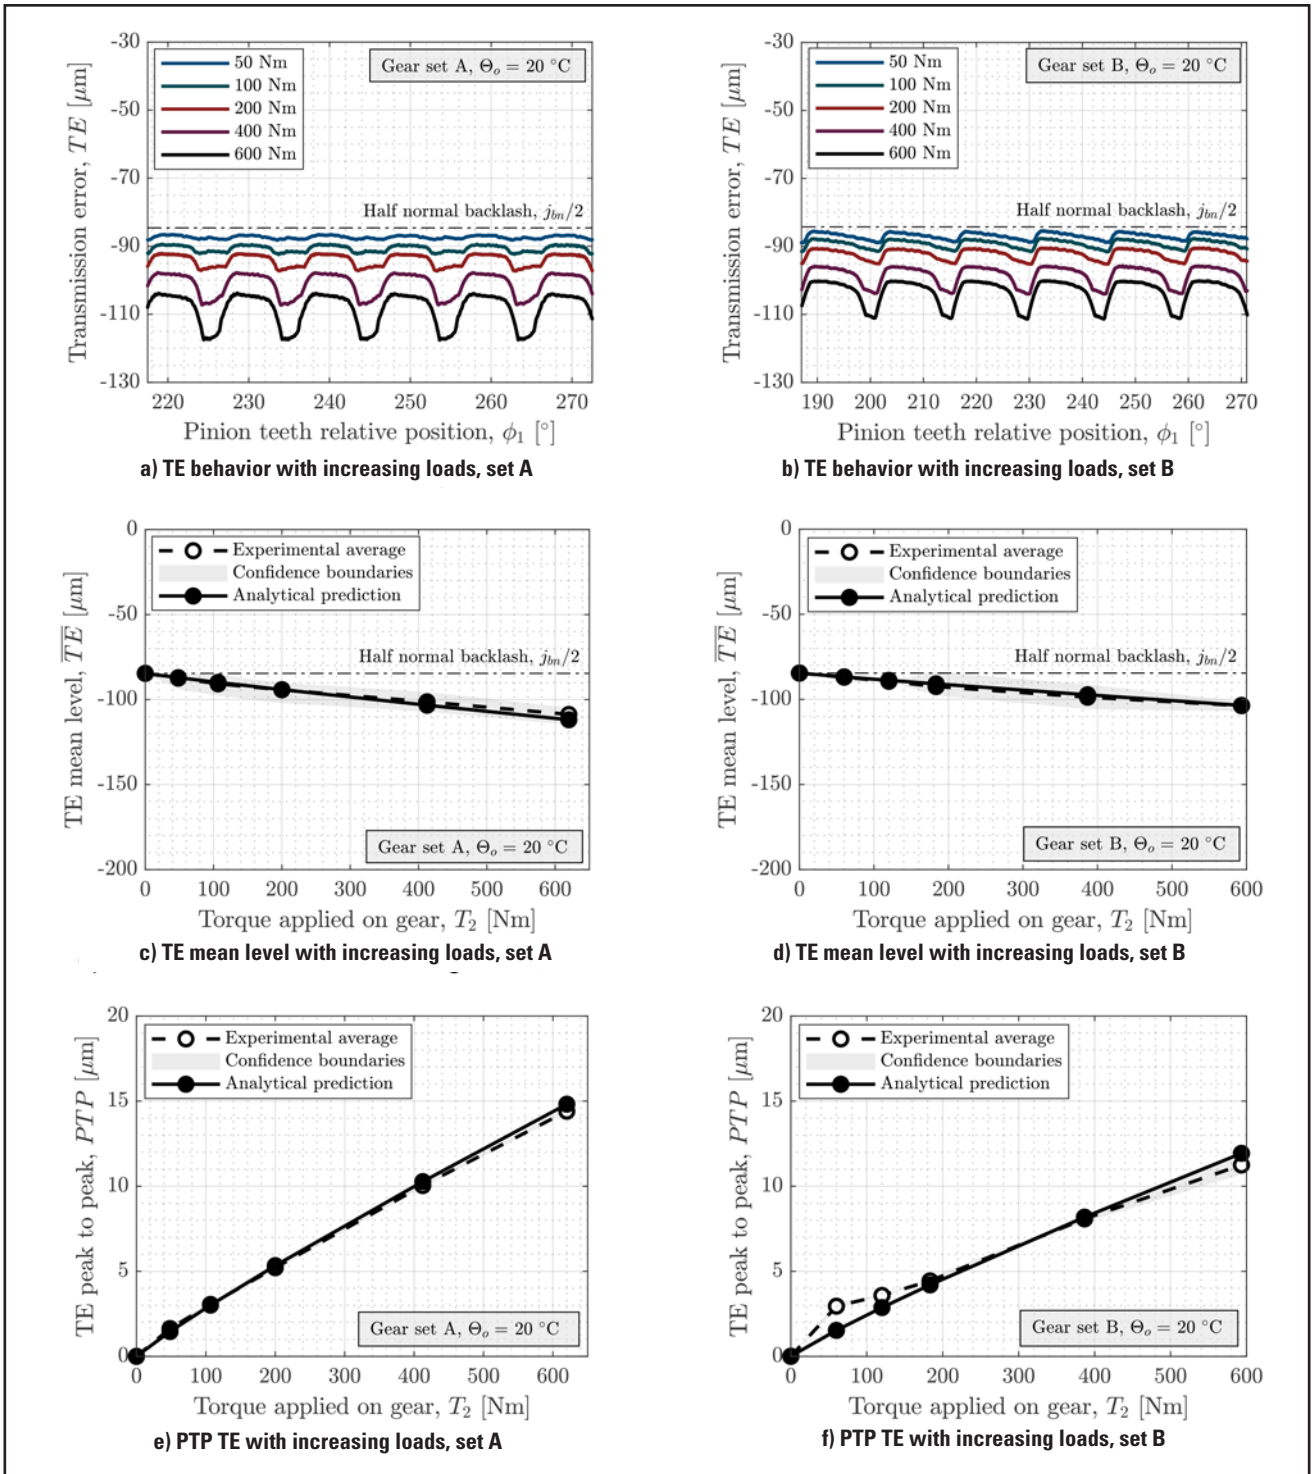 -30
-50
-70
-90
-110
-130
Transmission error, TE [μm]
50 Nm
100 Nm
200 Nm
400 Nm
600 Nm
Gear set A, Θₒ = 20 °C
Half normal backlash, j_bn/2
220 230 240 250 260 270
Pinion teeth relative position, ϕ₁ [°]
a) TE behavior with increasing loads, set A
-30
-50
-70
-90
-110
-130
Transmission error, TE [μm]
50 Nm
100 Nm
200 Nm
400 Nm
600 Nm
Gear set B, Θₒ = 20 °C
Half normal backlash, j_bn/2
190 200 210 220 230 240 250 260 270
Pinion teeth relative position, ϕ₁ [°]
b) TE behavior with increasing loads, set B
0
-50
-100
-150
-200
TE mean level, T̅E̅ [μm]
Experimental average
Confidence boundaries
Analytical prediction
Half normal backlash, j_bn/2
Gear set A, Θₒ = 20 °C
0 100 200 300 400 500 600
Torque applied on gear, T₂ [Nm]
c) TE mean level with increasing loads, set A
0
-50
-100
-150
-200
TE mean level, T̅E̅ [μm]
Experimental average
Confidence boundaries
Analytical prediction
Half normal backlash, j_bn/2
Gear set B, Θₒ = 20 °C
0 100 200 300 400 500 600
Torque applied on gear, T₂ [Nm]
d) TE mean level with increasing loads, set B
20
15
10
5
0
TE peak to peak, PTP [μm]
Experimental average
Confidence boundaries
Analytical prediction
Gear set A, Θₒ = 20 °C
0 100 200 300 400 500 600
Torque applied on gear, T₂ [Nm]
e) PTP TE with increasing loads, set A
20
15
10
5
0
TE peak to peak, PTP [μm]
Experimental average
Confidence boundaries
Analytical prediction
Gear set B, Θₒ = 20 °C
0 100 200 300 400 500 600
Torque applied on gear, T₂ [Nm]
f) PTP TE with increasing loads, set B